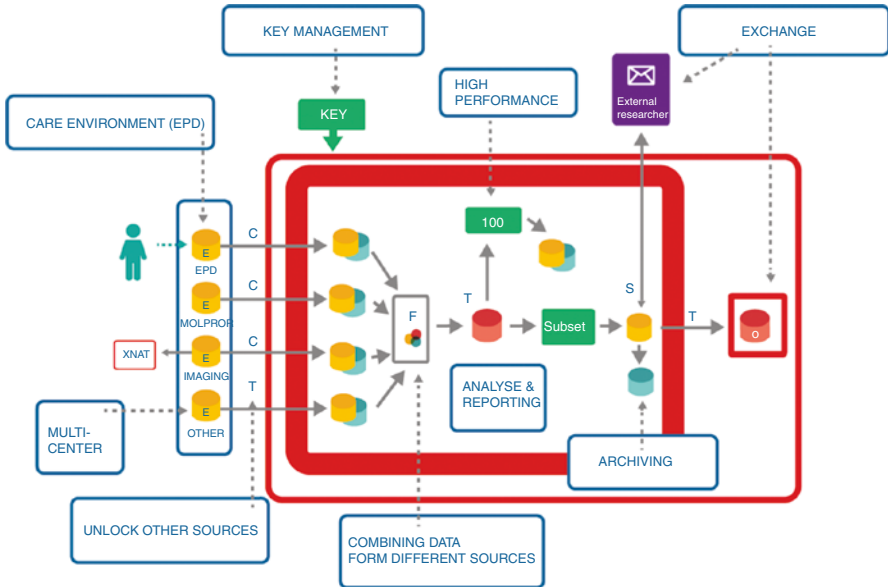 KEY MANAGEMENT
EXCHANGE
HIGH
PERFORMANCE
External
researcher
CARE ENVIRONMENT (EPD)
KEY
E
EPD
C
100
E
MOLPROR
C
F
T
S
T
Subset
O
XNAT
E
IMAGING
C
E
OTHER
T
ANALYSE &
REPORTING
MULTI-
CENTER
ARCHIVING
UNLOCK OTHER SOURCES
COMBINING DATA
FORM DIFFERENT SOURCES